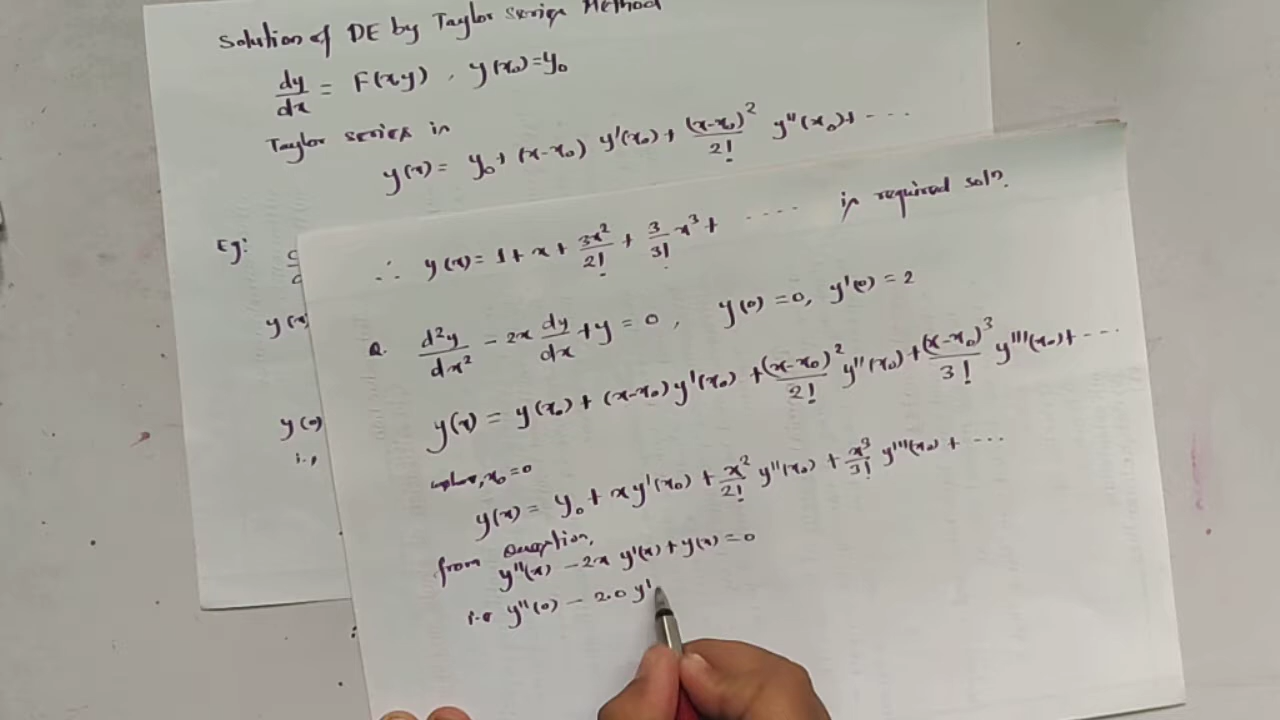 Solution of DE by Taylor Series Method
dy/dx = F(x,y) , y(x₀)=y₀
Taylor series is
y(x) = y₀ + (x-x₀) y'(x₀) + (x-x₀)²/2! y''(x₀) + ...
Eg:
y(x)
y(0)
i.e,
∴ y(x) = 1 + x + 3x²/2! + 3/3! x³ + .... is required solⁿ.
Q. d²y/dx² - 2x dy/dx + y = 0 , y(0) = 0, y'(0) = 2
y(x) = y(x₀) + (x-x₀) y'(x₀) + (x-x₀)²/2! y''(x₀) + (x-x₀)³/3! y'''(x₀) + ...
x₀ = 0
y(x) = y₀ + x y'(x₀) + x²/2! y''(x₀) + x³/3! y'''(x₀) + ...
from Question,
y''(x) - 2x y'(x) + y(x) = 0
i.e y''(0) - 2.0 y'